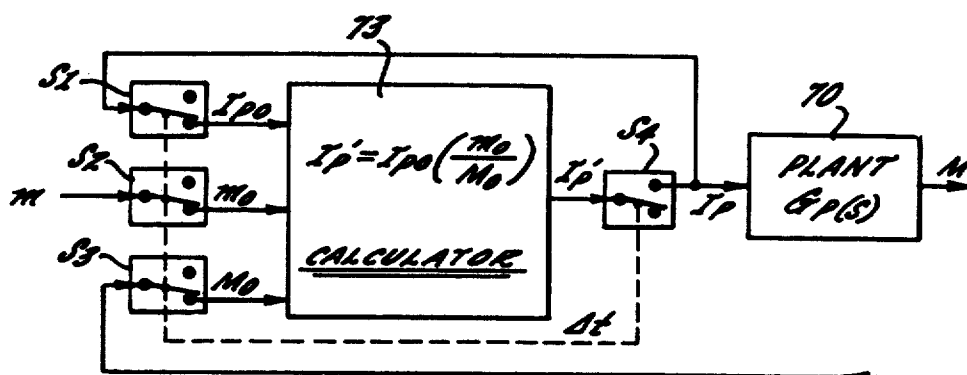 73
S1
Ipo
S2
m
mo
S3
Mo
Ip' = Ipo (mo/Mo)
CALCULATOR
Ip'
S4
Ip
Δt
70
PLANT
Gp(s)
M